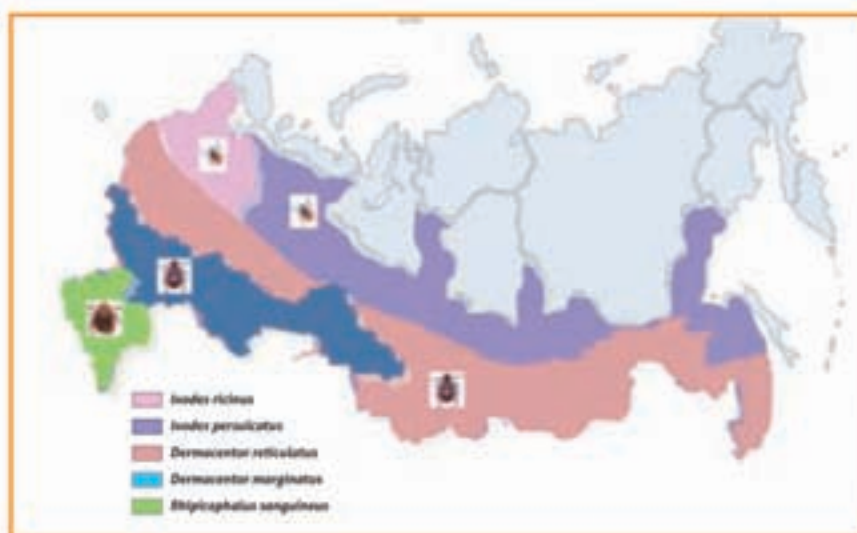 Ixodes ricinus
Ixodes persulcatus
Dermacentor reticulatus
Dermacentor marginatus
Rhipicephalus sanguineus